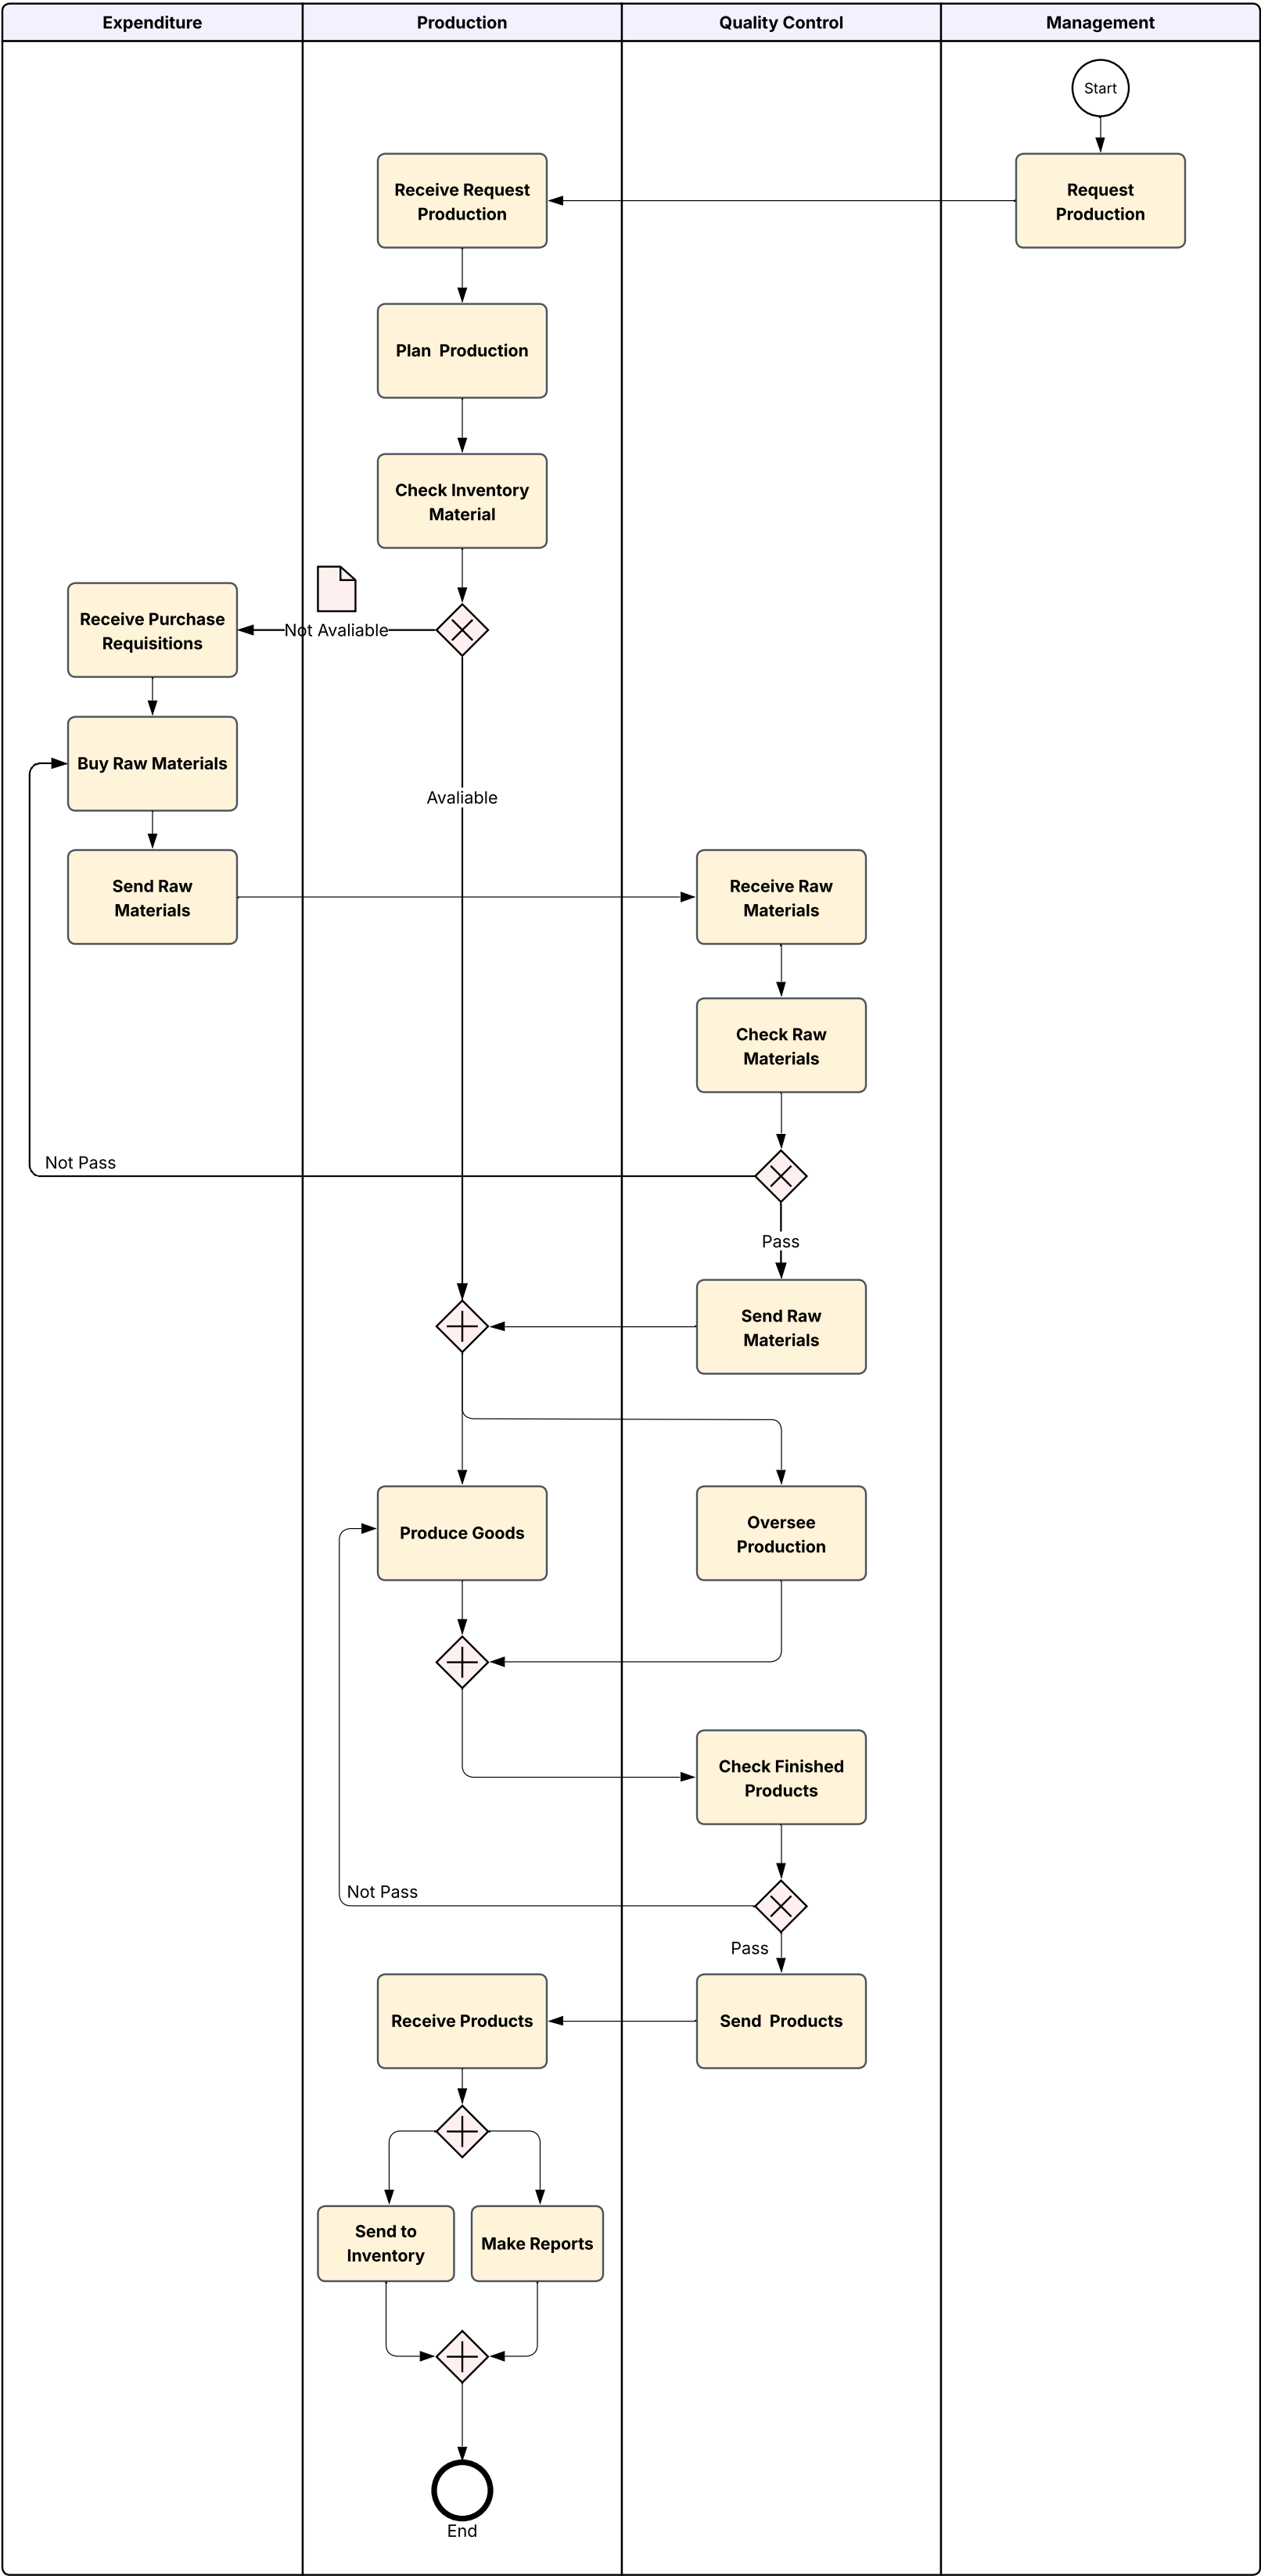 Expenditure
Production
Quality Control
Management
Start
Request
Production
Receive Request
Production
Plan  Production
Check Inventory
Material
Not Avaliable
Receive Purchase
Requisitions
Buy Raw Materials
Avaliable
Send Raw
Materials
Receive Raw
Materials
Check Raw
Materials
Not Pass
Pass
Send Raw
Materials
Produce Goods
Oversee
Production
Check Finished
Products
Not Pass
Pass
Send  Products
Receive Products
Send to
Inventory
Make Reports
End